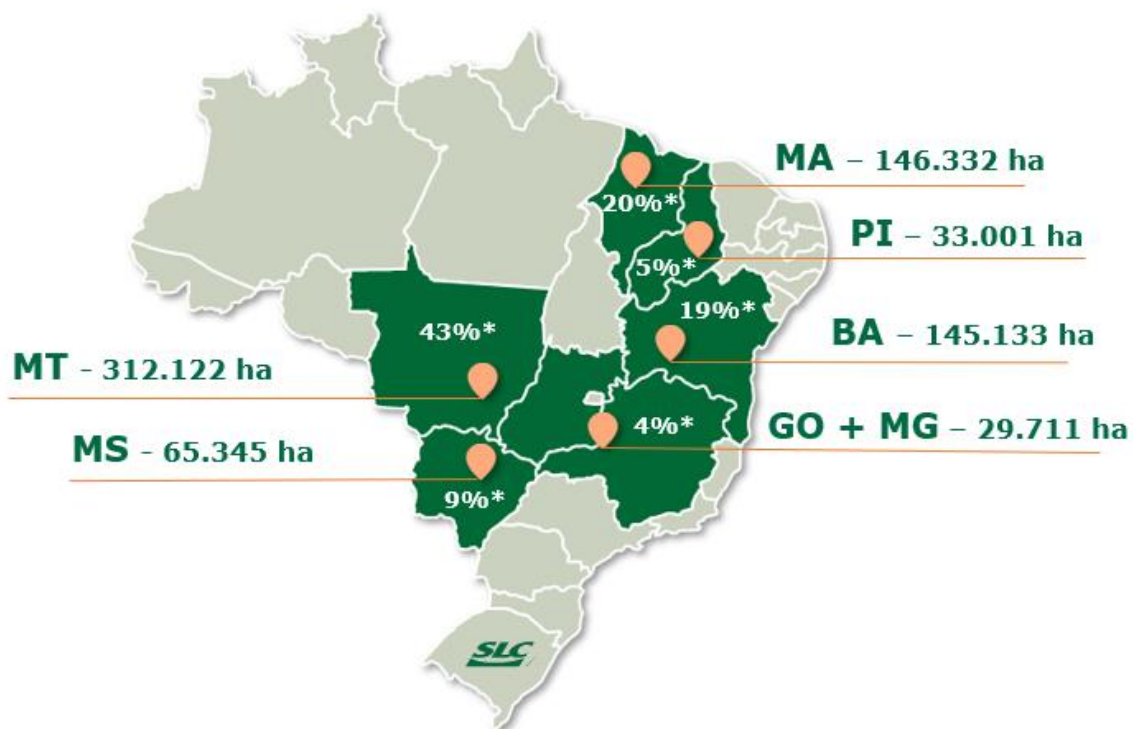 MA – 146.332 ha
20%*
PI – 33.001 ha
5%*
19%*
BA – 145.133 ha
43%*
MT - 312.122 ha
4%*
GO + MG – 29.711 ha
MS - 65.345 ha
9%*
SLC